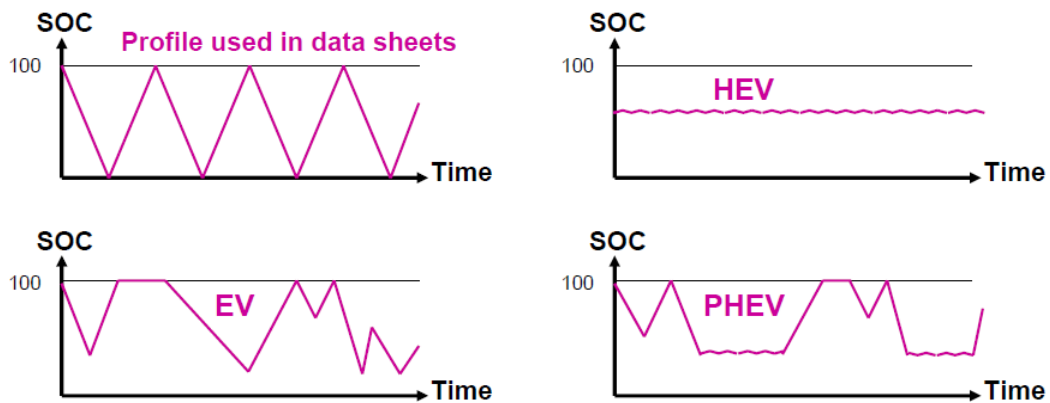 SOC
Profile used in data sheets
100
Time
SOC
100
HEV
Time
SOC
100
EV
Time
SOC
100
PHEV
Time